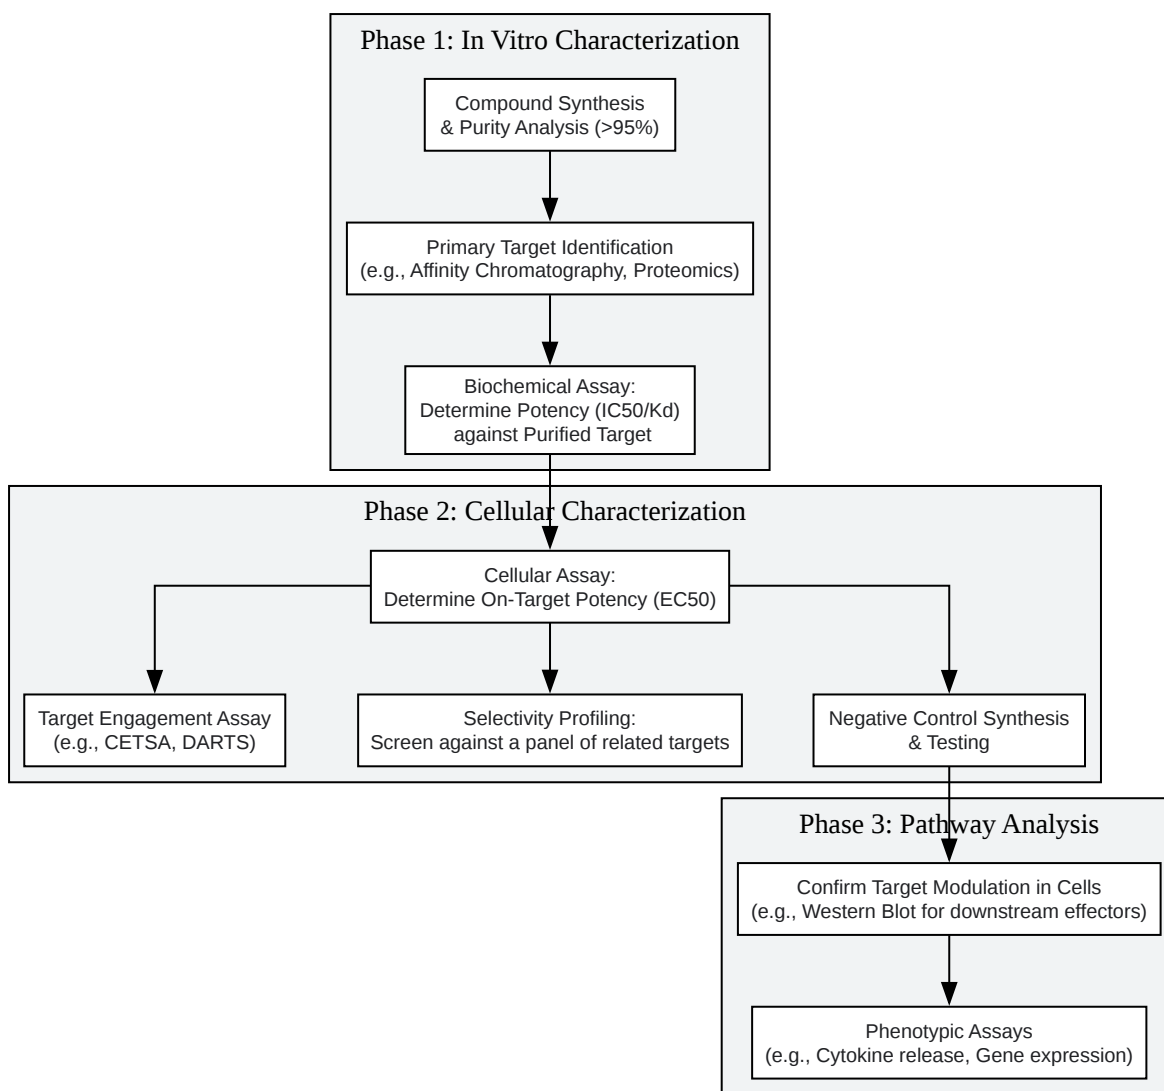 Phase 1: In Vitro Characterization
Compound Synthesis
& Purity Analysis (>95%)
Primary Target Identification
(e.g., Affinity Chromatography, Proteomics)
Biochemical Assay:
Determine Potency (IC50/Kd)
against Purified Target
Phase 2: Cellular Characterization
Cellular Assay:
Determine On-Target Potency (EC50)
Target Engagement Assay
(e.g., CETSA, DARTS)
Selectivity Profiling:
Screen against a panel of related targets
Negative Control Synthesis
& Testing
Phase 3: Pathway Analysis
Confirm Target Modulation in Cells
(e.g., Western Blot for downstream effectors)
Phenotypic Assays
(e.g., Cytokine release, Gene expression)